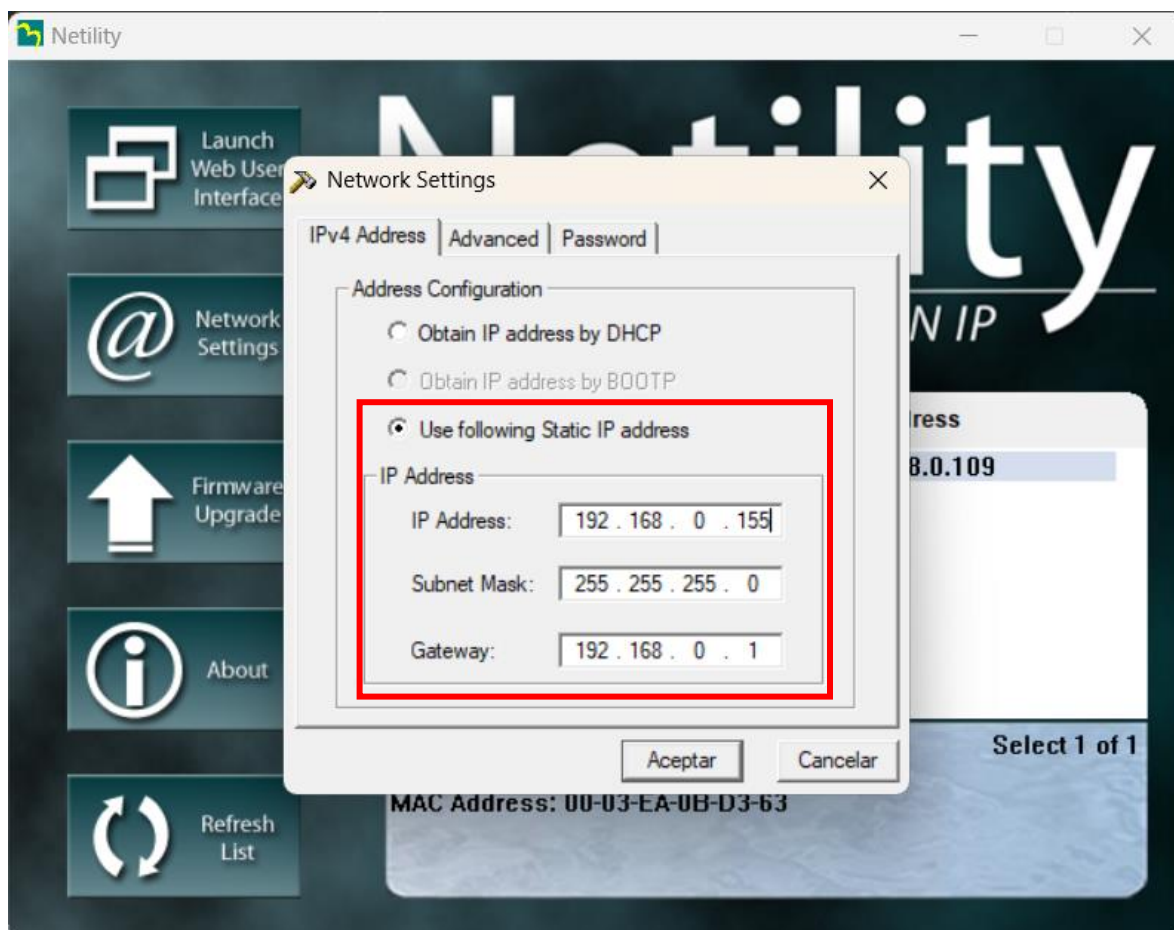 Netility
Netility
Launch
Web User
Interface
N IP
Network
Settings
Firmware
Upgrade
About
Refresh
List
Network Settings
IPv4 Address
Advanced
Password
Address Configuration
Obtain IP address by DHCP
Obtain IP address by BOOTP
Use following Static IP address
IP Address
IP Address: 192 . 168 . 0 . 155
Subnet Mask: 255 . 255 . 255 . 0
Gateway: 192 . 168 . 0 . 1
Aceptar
Cancelar
ress
8.0.109
Select 1 of 1
MAC Address: 00-03-EA-0B-D3-63